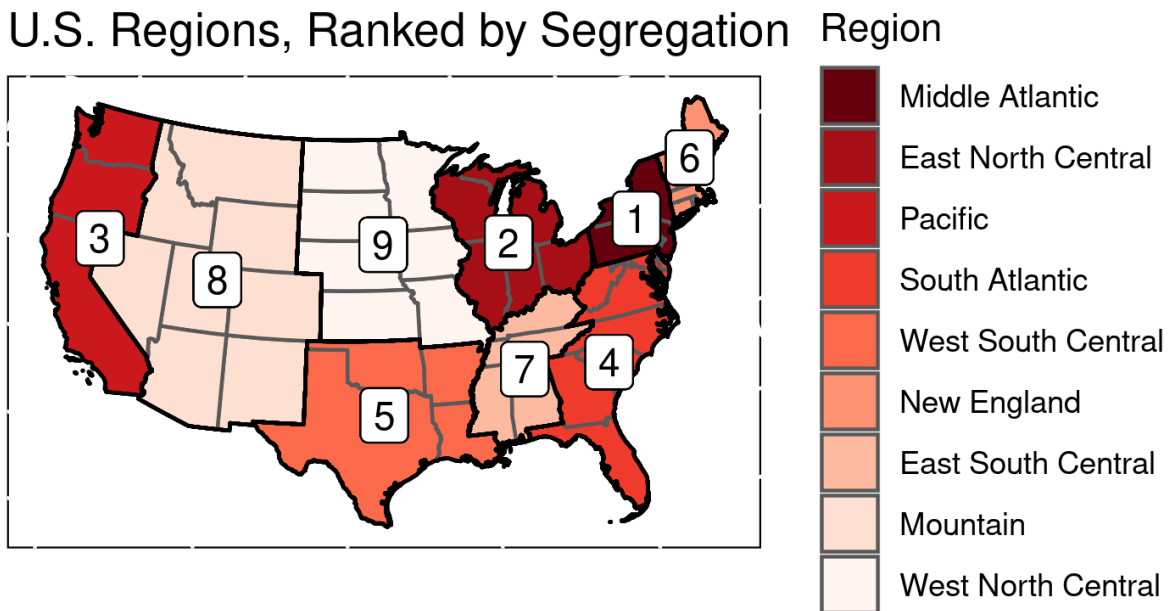 U.S. Regions, Ranked by Segregation
Region
Middle Atlantic
East North Central
Pacific
South Atlantic
West South Central
New England
East South Central
Mountain
West North Central
6
1
3
9
2
8
7
4
5